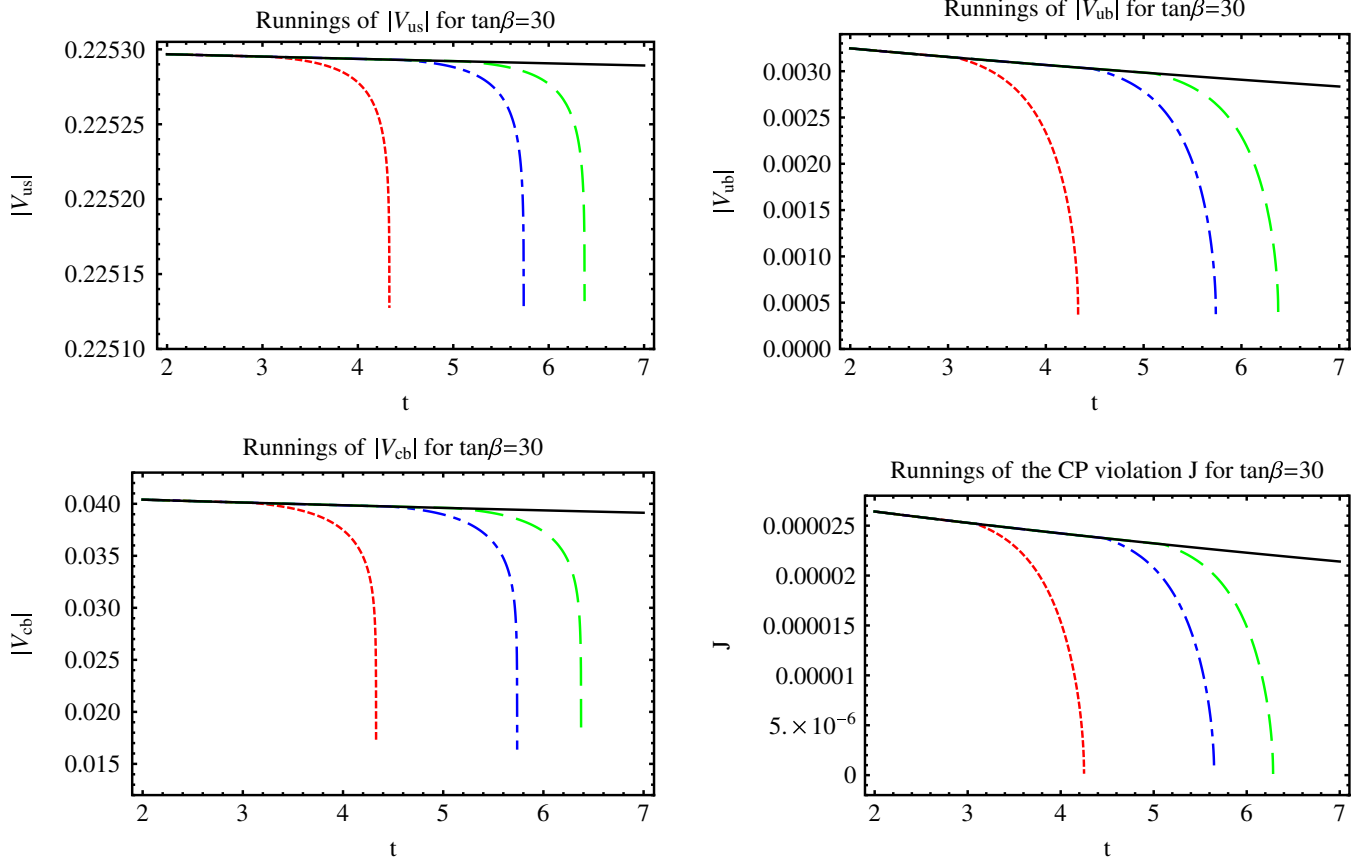 Runnings of |V_us| for tanβ=30
0.22530
0.22528
0.22525
0.22520
0.22515
0.22510
|V_us|
2 3 4 5 6 7
t
Runnings of |V_ub| for tanβ=30
0.0030
0.0025
0.0020
0.0015
0.0010
0.0005
0.0000
|V_ub|
2 3 4 5 6 7
t
Runnings of |V_cb| for tanβ=30
0.040
0.035
0.030
0.025
0.020
0.015
|V_cb|
2 3 4 5 6 7
t
Runnings of the CP violation J for tanβ=30
0.000025
0.00002
0.000015
0.00001
5.×10⁻⁶
0
J
2 3 4 5 6 7
t